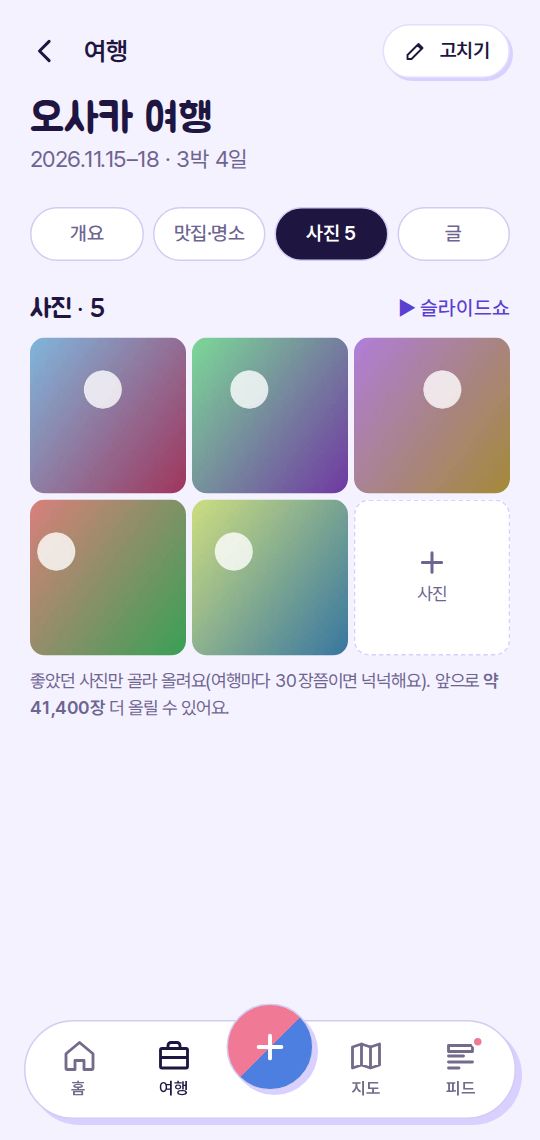 여행
고치기
오사카 여행
2026.11.15–18 · 3박 4일
개요
맛집·명소
사진 5
글
사진 · 5
▶ 슬라이드쇼
사진
좋았던 사진만 골라 올려요(여행마다 30장쯤이면 넉넉해요). 앞으로 약
41,400장 더 올릴 수 있어요.
홈
여행
지도
피드